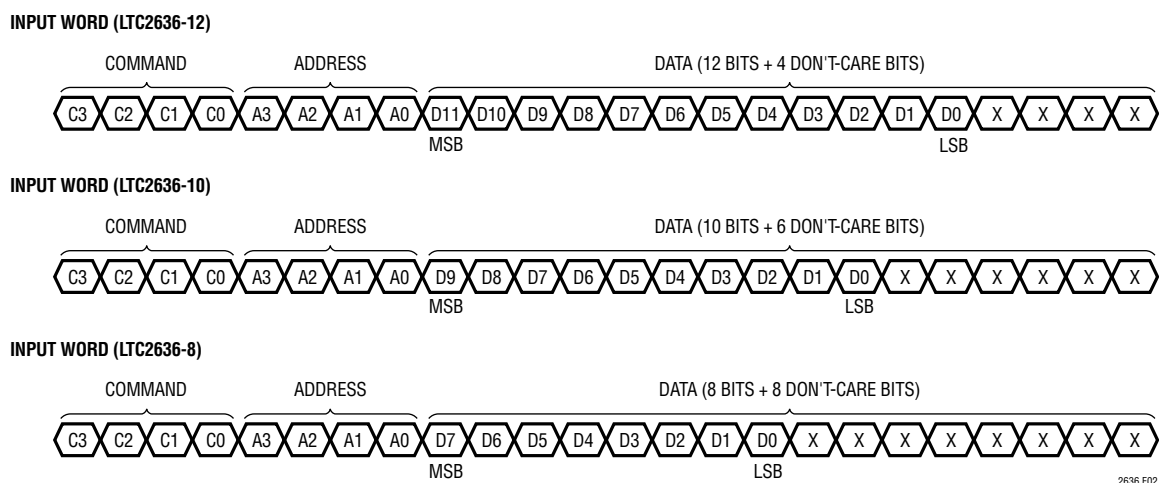 INPUT WORD (LTC2636-12)
COMMAND ADDRESS DATA (12 BITS + 4 DON'T-CARE BITS)
C3 C2 C1 C0 A3 A2 A1 A0 D11 D10 D9 D8 D7 D6 D5 D4 D3 D2 D1 D0 X X X X
MSB LSB
INPUT WORD (LTC2636-10)
COMMAND ADDRESS DATA (10 BITS + 6 DON'T-CARE BITS)
C3 C2 C1 C0 A3 A2 A1 A0 D9 D8 D7 D6 D5 D4 D3 D2 D1 D0 X X X X X X
MSB LSB
INPUT WORD (LTC2636-8)
COMMAND ADDRESS DATA (8 BITS + 8 DON'T-CARE BITS)
C3 C2 C1 C0 A3 A2 A1 A0 D7 D6 D5 D4 D3 D2 D1 D0 X X X X X X X X
MSB LSB
2636 F02